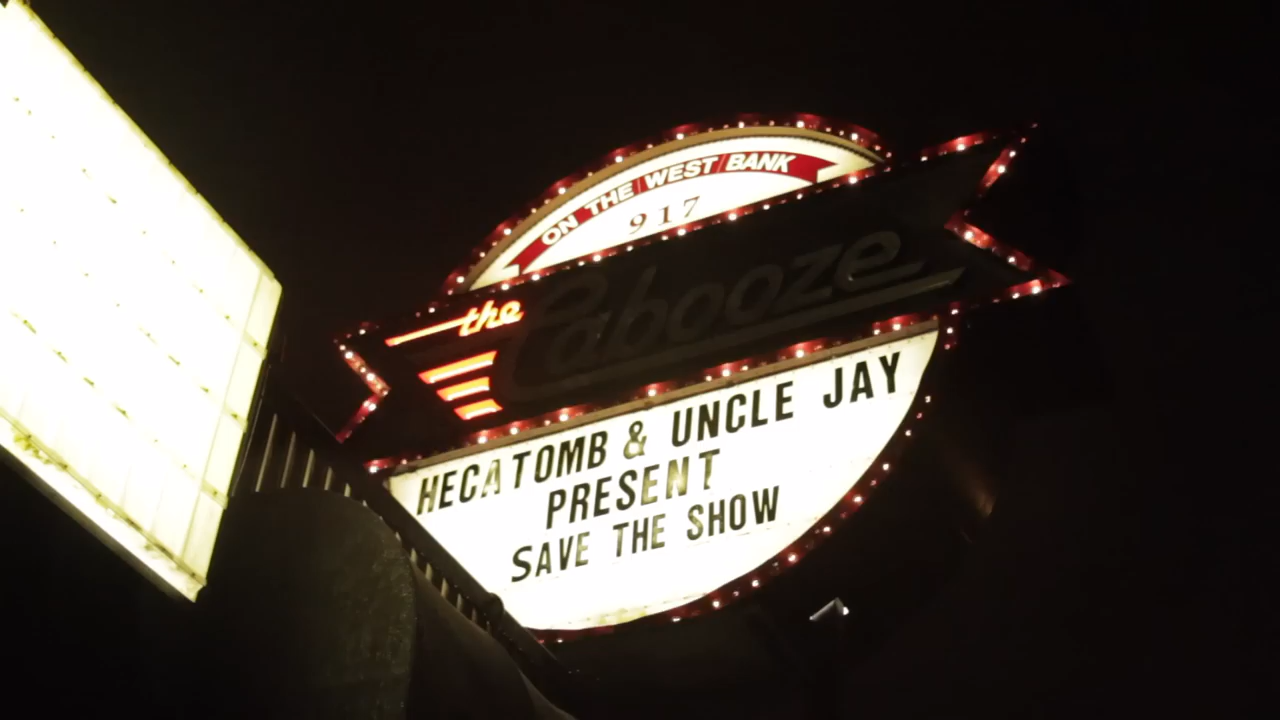 ON THE WEST BANK
917
the Cabooze
HECATOMB & UNCLE JAY
PRESENT
SAVE THE SHOW